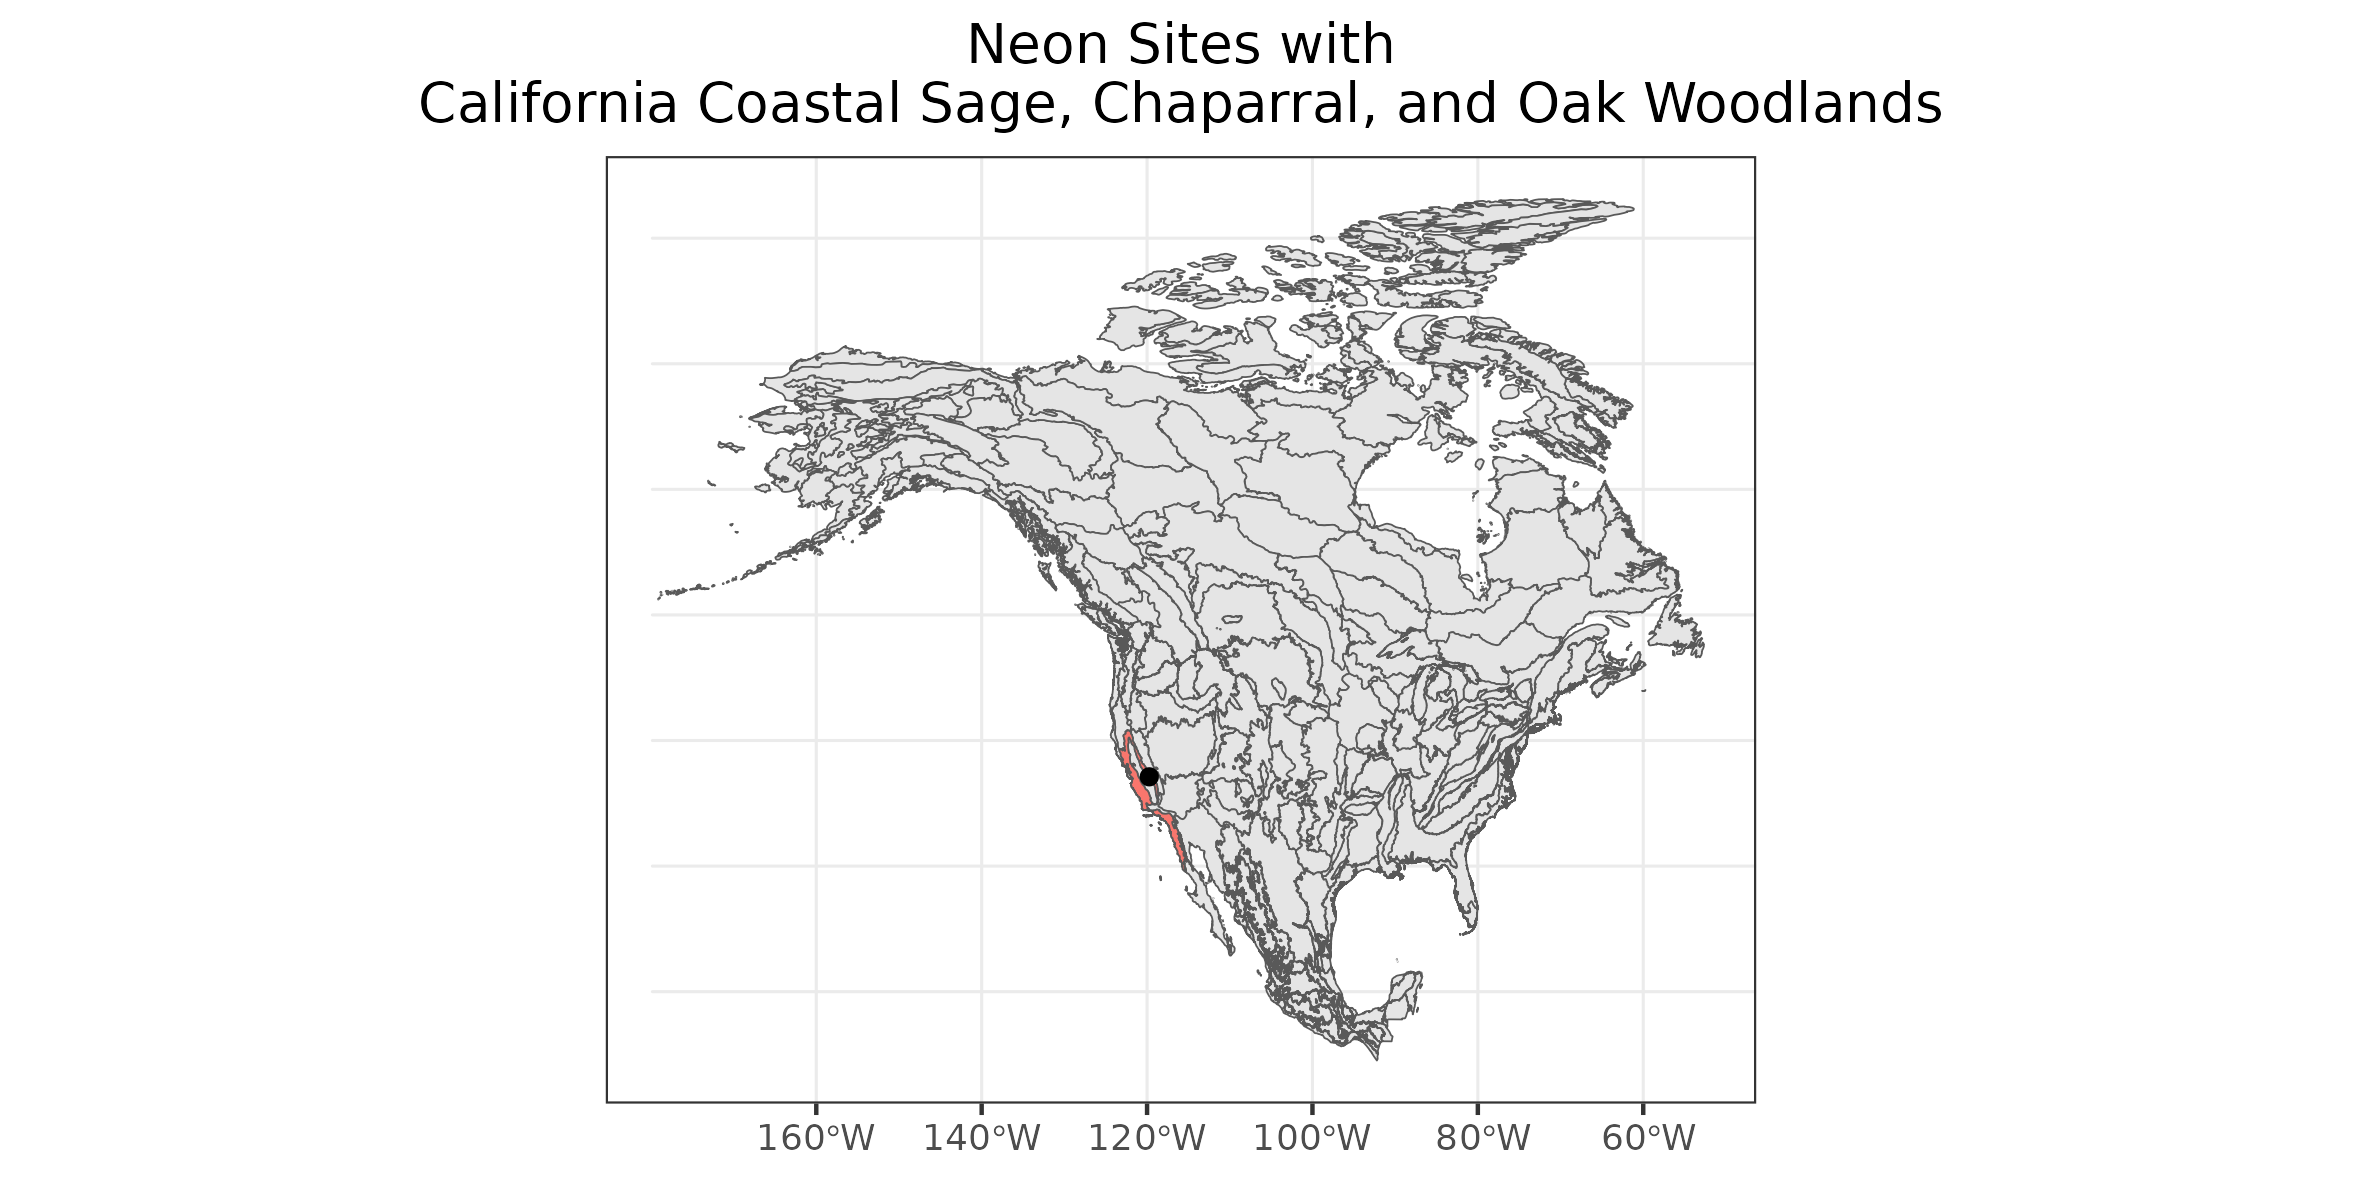 Neon Sites with
California Coastal Sage, Chaparral, and Oak Woodlands
160°W 140°W 120°W 100°W 80°W 60°W